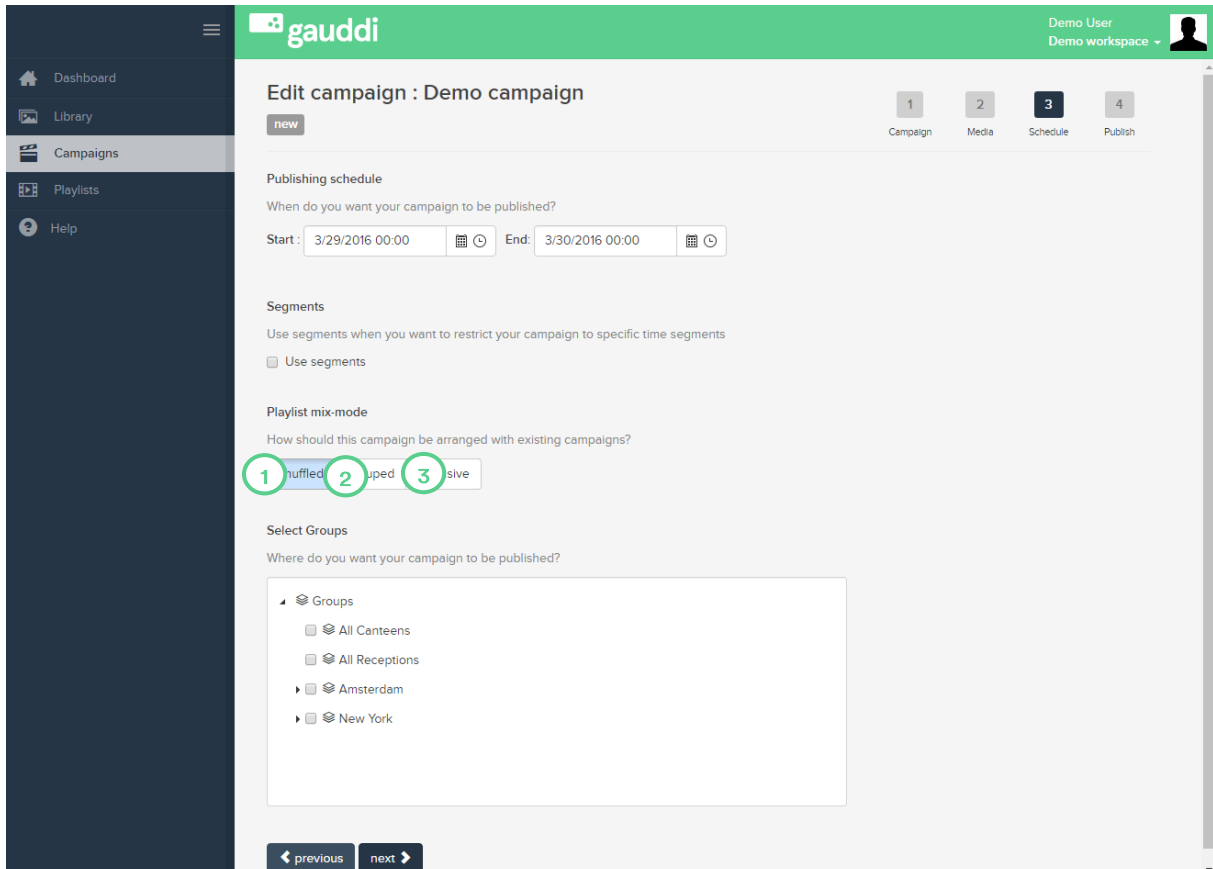 gauddi
Demo User
Demo workspace
Dashboard
Library
Campaigns
Playlists
Help
Edit campaign : Demo campaign
new
1 2 3 4
Campaign Media Schedule Publish
Publishing schedule
When do you want your campaign to be published?
Start : 3/29/2016 00:00 End: 3/30/2016 00:00
Segments
Use segments when you want to restrict your campaign to specific time segments
Use segments
Playlist mix-mode
How should this campaign be arranged with existing campaigns?
1 huffled 2 uped 3 sive
Select Groups
Where do you want your campaign to be published?
Groups
All Canteens
All Receptions
Amsterdam
New York
previous next